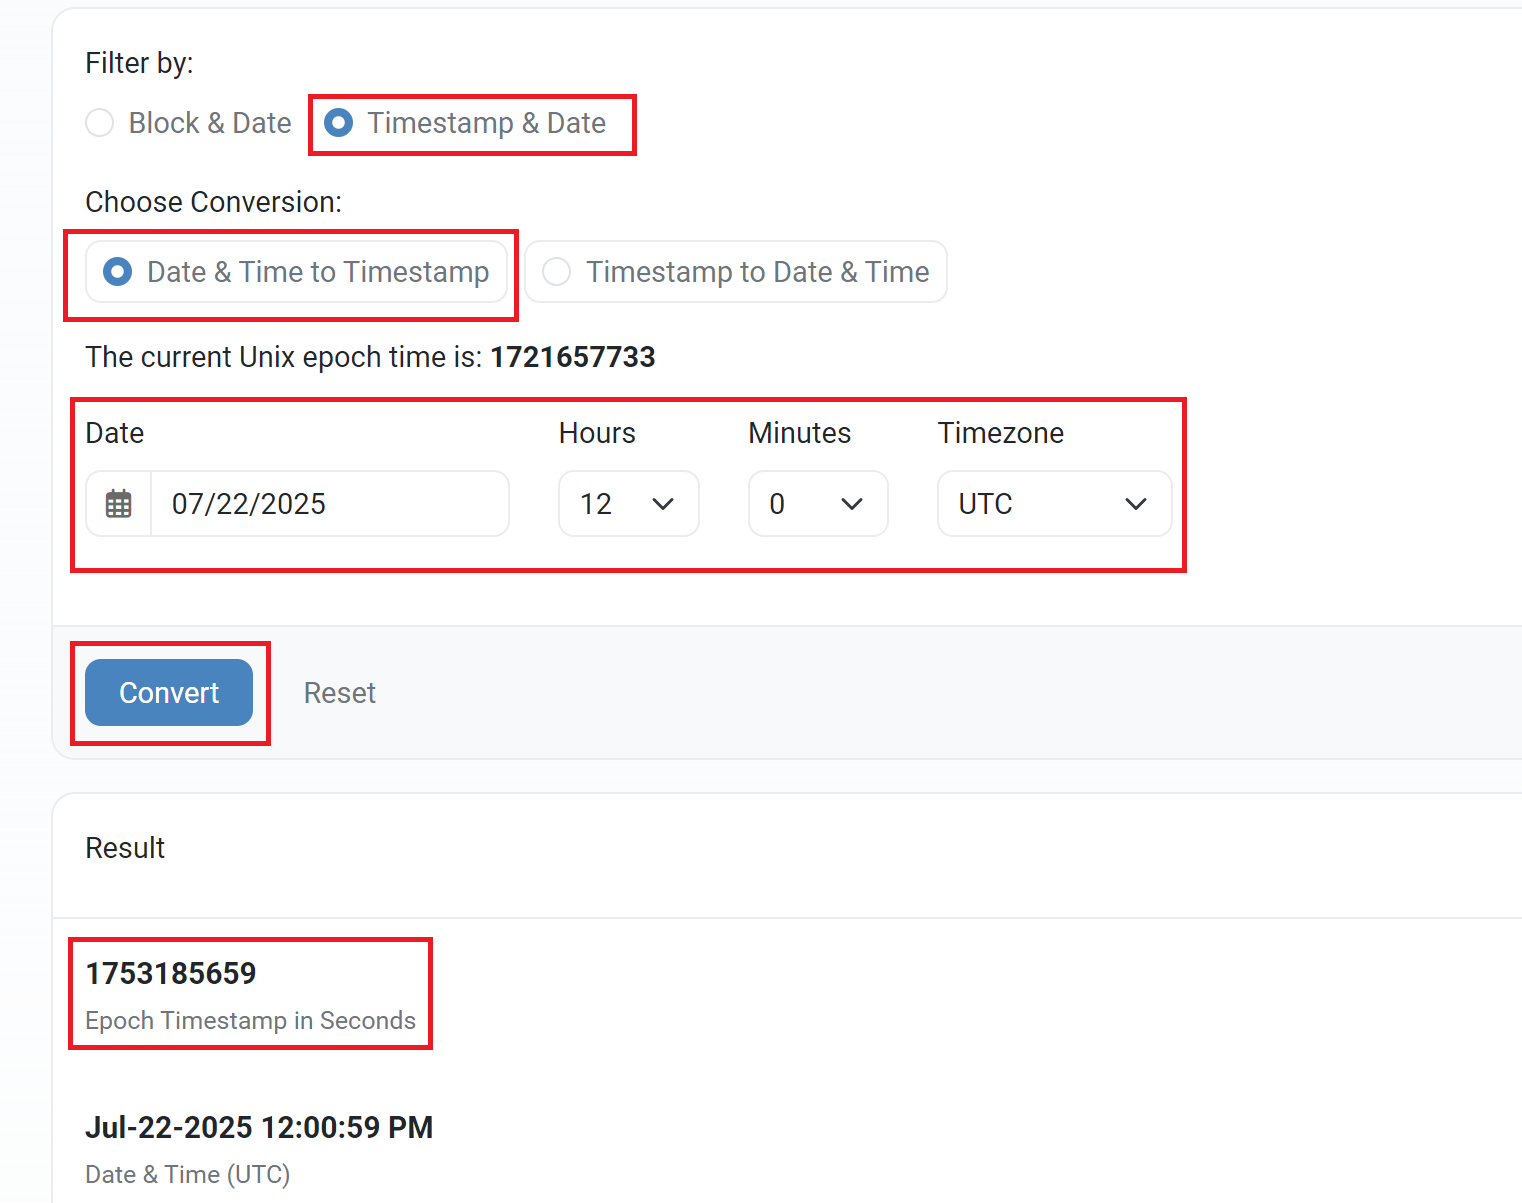 Filter by:
Block & Date Timestamp & Date
Choose Conversion:
Date & Time to Timestamp Timestamp to Date & Time
The current Unix epoch time is: 1721657733
Date Hours Minutes Timezone
07/22/2025 12 0 UTC
Convert Reset
Result
1753185659
Epoch Timestamp in Seconds
Jul-22-2025 12:00:59 PM
Date & Time (UTC)